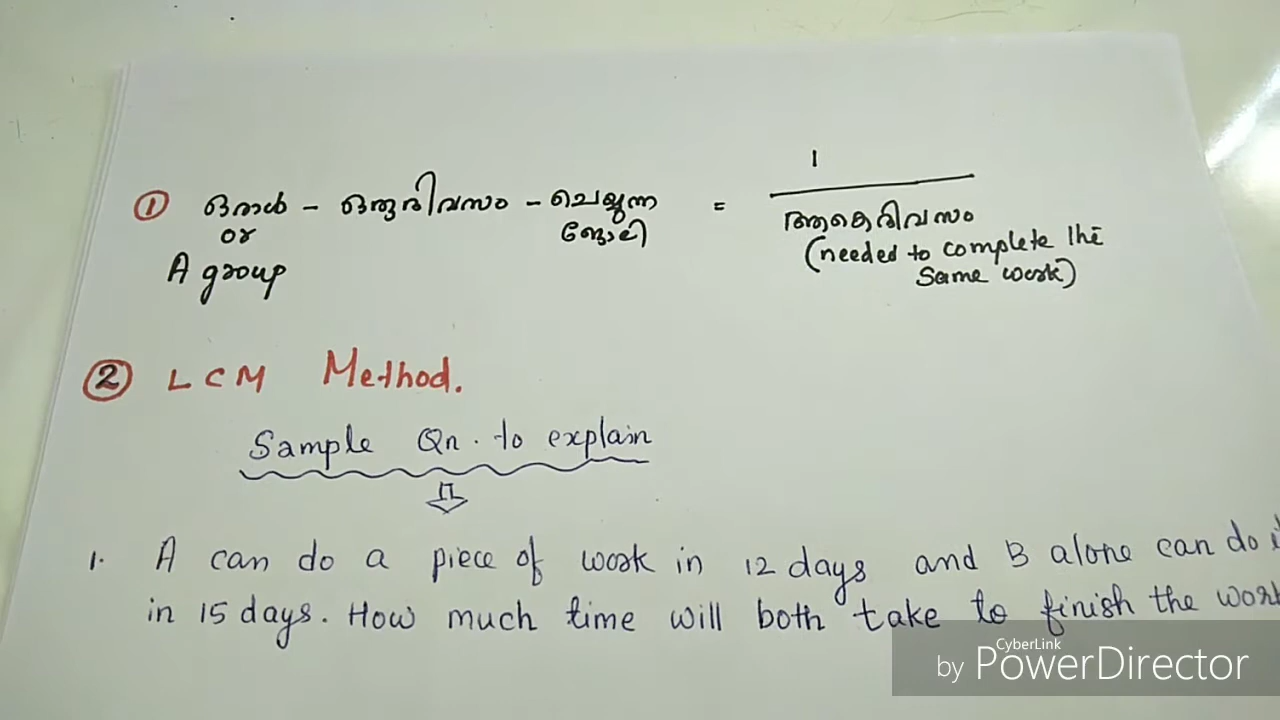 ① ഒരാൾ - ഒരു ദിവസം - ചെയ്യുന്ന = 1
or ജോലി ആകെ ദിവസം
A group (needed to complete the
same work)
② LCM Method.
Sample Qn. to explain
1. A can do a piece of work in 12 days and B alone can do
in 15 days. How much time will both take to finish the work
CyberLink
by PowerDirector